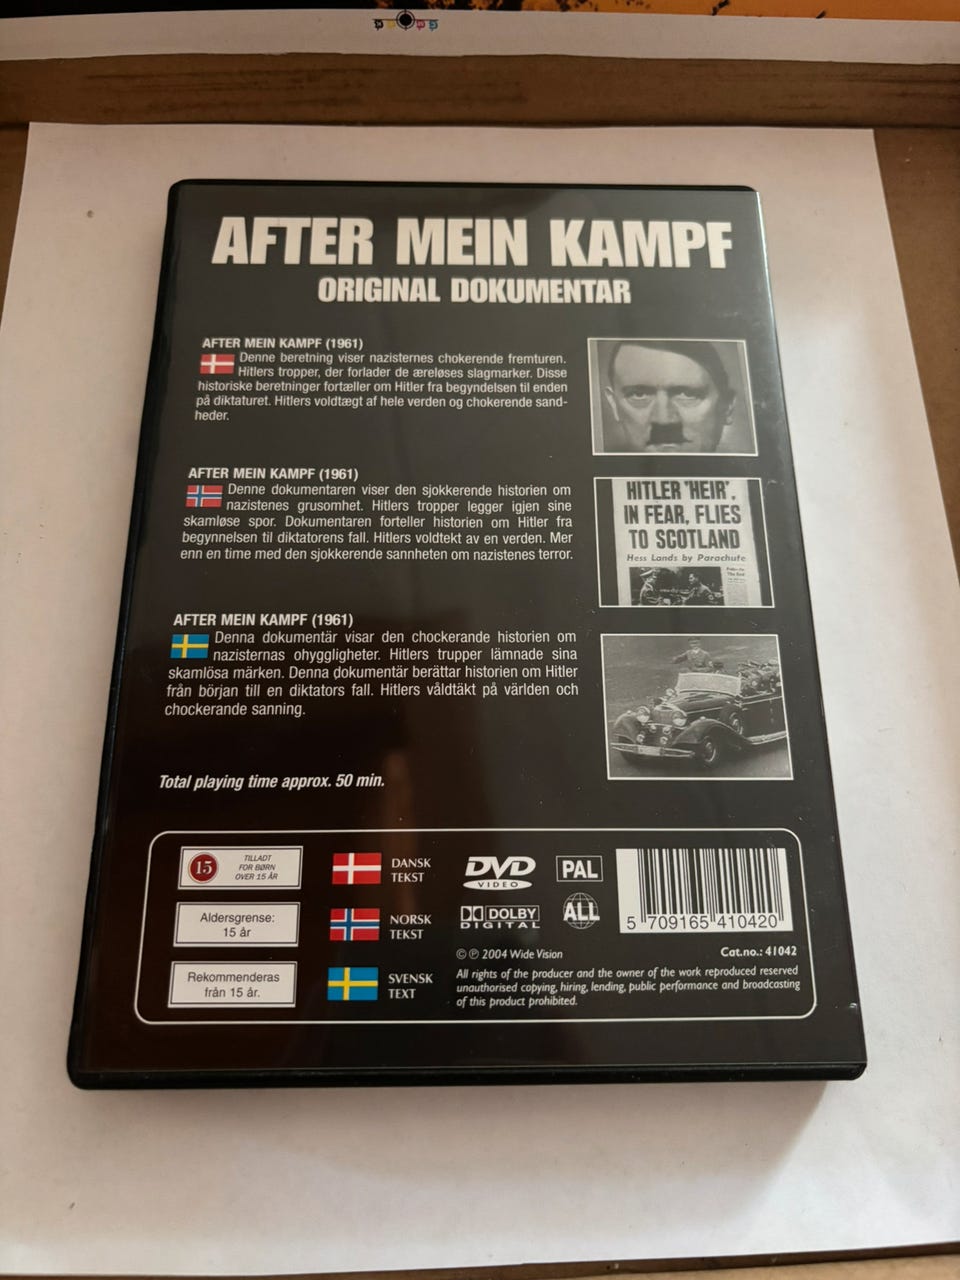 AFTER MEIN KAMPF
ORIGINAL DOKUMENTAR
AFTER MEIN KAMPF (1961)
Denne beretning viser nazisternes chokerende fremturen.
Hitlers tropper, der forlader de æreløses slagmarker. Disse
historiske beretninger fortæller om Hitler fra begyndelsen til enden
på diktaturet. Hitlers voldtægt af hele verden og chokerende sand-
heder.
AFTER MEIN KAMPF (1961)
Denne dokumentaren viser den sjokkerende historien om
nazistenes grusomhet. Hitlers tropper legger igjen sine
skamløse spor. Dokumentaren forteller historien om Hitler fra
begynnelsen til diktatorens fall. Hitlers voldtekt av en verden. Mer
enn en time med den sjokkerende sannheten om nazistenes terror.
HITLER 'HEIR',
IN FEAR, FLIES
TO SCOTLAND
Hess Lands by Parachute
AFTER MEIN KAMPF (1961)
Denna dokumentär visar den chockerande historien om
nazisternas ohyggligheter. Hitlers trupper lämnade sina
skamlösa märken. Denna dokumentär berättar historien om Hitler
från början till en diktators fall. Hitlers våldtäkt på världen och
chockerande sanning.
Total playing time approx. 50 min.
15
TILLADT
FOR BØRN
OVER 15 ÅR
DANSK
TEKST
DVD
VIDEO
PAL
Aldersgrense:
15 år
NORSK
TEKST
DOLBY
DIGITAL
ALL
5 709165 410420
Rekommenderas
från 15 år.
SVENSK
TEXT
© ℗ 2004 Wide Vision
Cat.no.: 41042
All rights of the producer and the owner of the work reproduced reserved
unauthorised copying, hiring, lending, public performance and broadcasting
of this product prohibited.